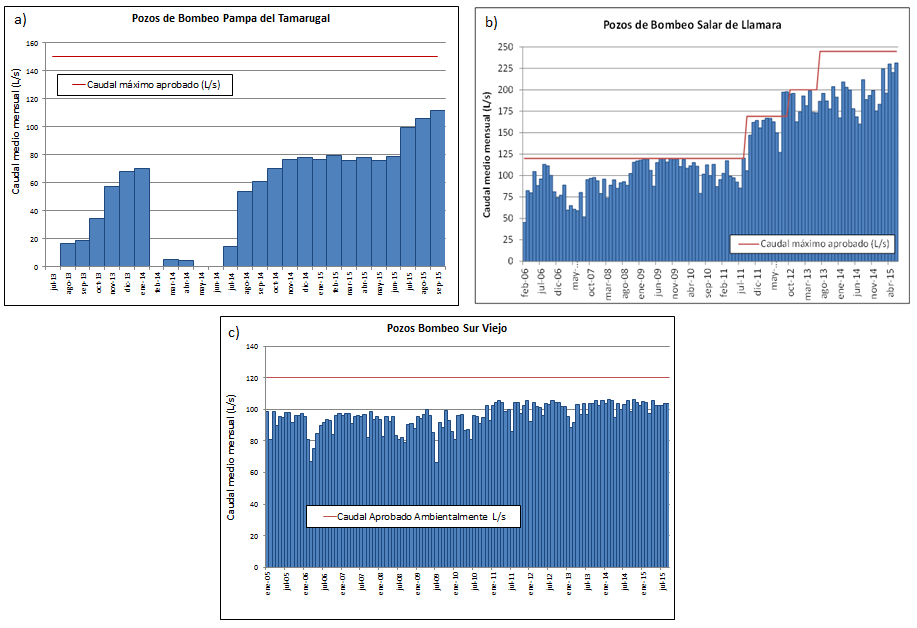 a)
Pozos de Bombeo Pampa del Tamarugal
Caudal medio mensual (L/s)
160
140
120
100
80
60
40
20
0
Caudal máximo aprobado (L/s)
jul-13
ago-13
sep-13
oct-13
nov-13
dic-13
ene-14
feb-14
mar-14
abr-14
may-14
jun-14
jul-14
ago-14
sep-14
oct-14
nov-14
dic-14
ene-15
feb-15
mar-15
abr-15
may-15
jun-15
jul-15
ago-15
sep-15
b)
Pozos de Bombeo Salar de Llamara
Caudal medio mensual (L/s)
250
225
200
175
150
125
100
75
50
25
0
Caudal máximo aprobado (L/s)
feb-06
jul-06
dic-06
may-...
oct-07
mar-08
ago-08
ene-09
jun-09
nov-09
abr-10
sep-10
feb-11
jul-11
dic-11
may-...
oct-12
mar-13
ago-13
ene-14
jun-14
nov-14
abr-15
c)
Pozos Bombeo Sur Viejo
Caudal medio mensual (L/s)
140
120
100
80
60
40
20
0
Caudal Aprobado Ambientalmente L/s
ene-05
jul-05
ene-06
jul-06
ene-07
jul-07
ene-08
jul-08
ene-09
jul-09
ene-10
jul-10
ene-11
jul-11
ene-12
jul-12
ene-13
jul-13
ene-14
jul-14
ene-15
jul-15